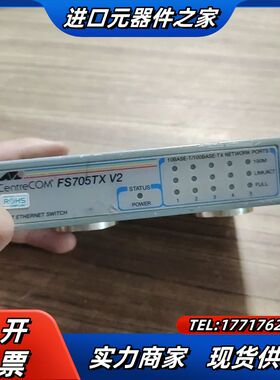 进口元器件之家
CentreCOM® FS705TX V2
10BASE-T/100BASE-TX NETWORK PORTS
100M
LINK/ACT
FULL
STATUS
POWER
1 2 3 4 5
ROHS
ETHERNET SWITCH
开
票
TEL:1771762
实力商家 现货供应